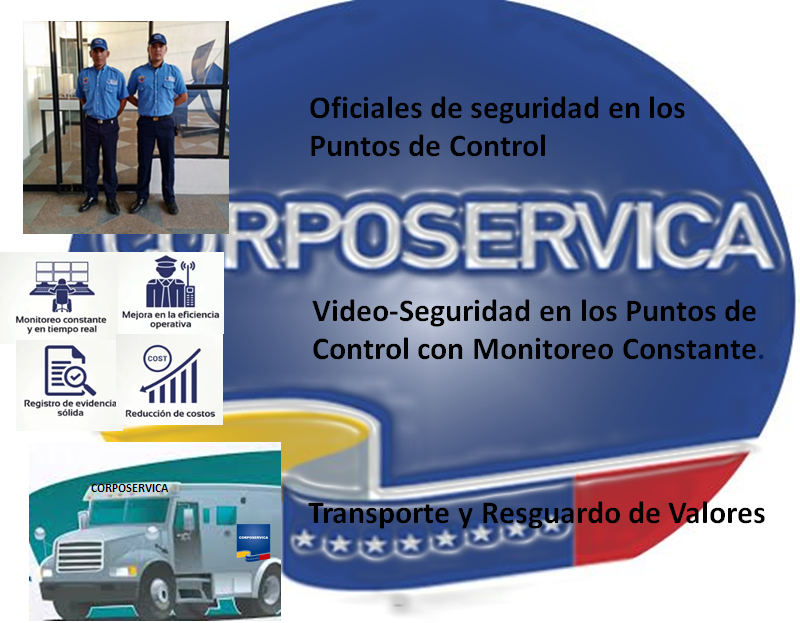 Oficiales de seguridad en los
Puntos de Control
CORPOSERVICA
Monitoreo constante
y en tiempo real
Mejora en la eficiencia
operativa
Video-Seguridad en los Puntos de
Control con Monitoreo Constante.
COST
Registro de evidencia
sólida
Reducción de costos
CORPOSERVICA
CORPOSERVICA
Transporte y Resguardo de Valores